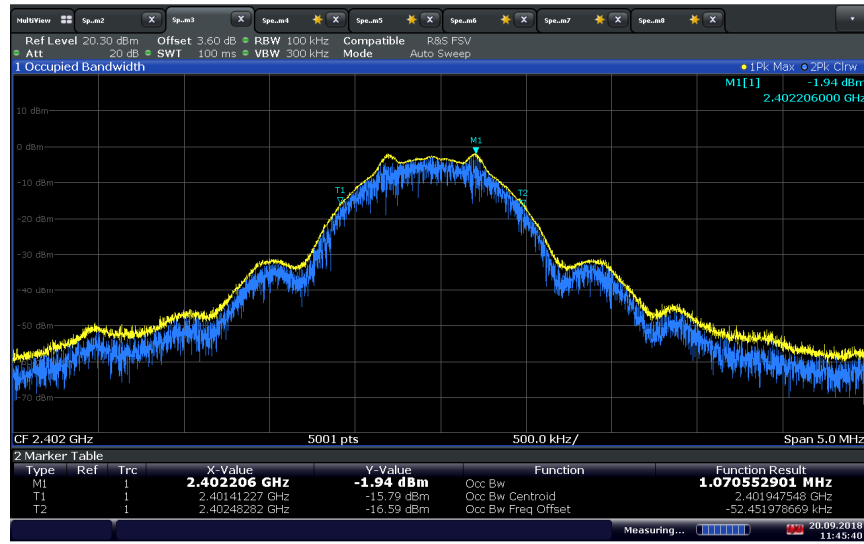 MultiView Sp..m2 X Sp..m3 X Spe..m4 X Spe..m5 X Spe..m6 X Spe..m7 X Spe..m8 X
Ref Level 20.30 dBm Offset 3.60 dB RBW 100 kHz Compatible R&S FSV
Att 20 dB SWT 100 ms VBW 300 kHz Mode Auto Sweep
1 Occupied Bandwidth 1Pk Max 2Pk Clrw
M1[1] -1.94 dBm
2.402206000 GHz
10 dBm
0 dBm
M1
-10 dBm
T1
T2
-20 dBm
-30 dBm
-40 dBm
-50 dBm
-70 dBm
CF 2.402 GHz 5001 pts 500.0 kHz/ Span 5.0 MHz
2 Marker Table
Type Ref Trc X-Value Y-Value Function Function Result
M1 1 2.402206 GHz -1.94 dBm Occ Bw 1.070552901 MHz
T1 1 2.40141227 GHz -15.79 dBm Occ Bw Centroid 2.401947548 GHz
T2 1 2.40248282 GHz -16.59 dBm Occ Bw Freq Offset -52.451978669 kHz
Measuring... 20.09.2018
11:45:40